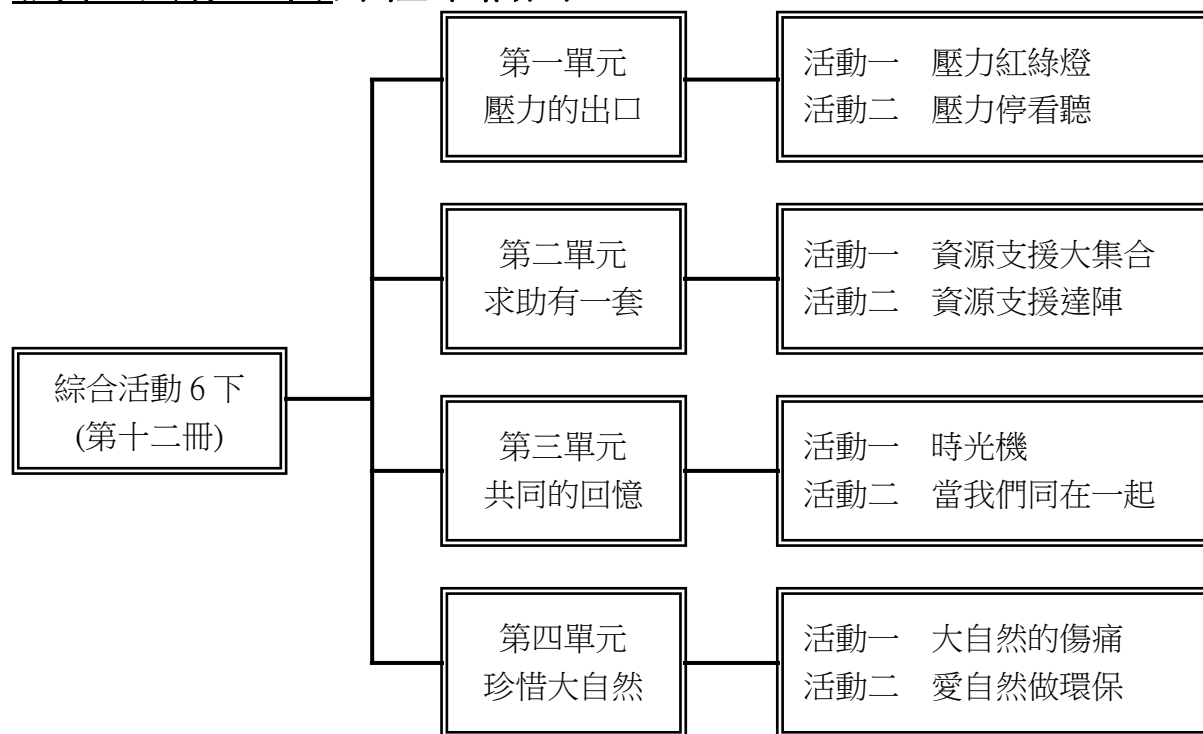 綜合活動 6 下
(第十二冊)
第一單元
壓力的出口
活動一　壓力紅綠燈
活動二　壓力停看聽
第二單元
求助有一套
活動一　資源支援大集合
活動二　資源支援達陣
第三單元
共同的回憶
活動一　時光機
活動二　當我們同在一起
第四單元
珍惜大自然
活動一　大自然的傷痛
活動二　愛自然做環保